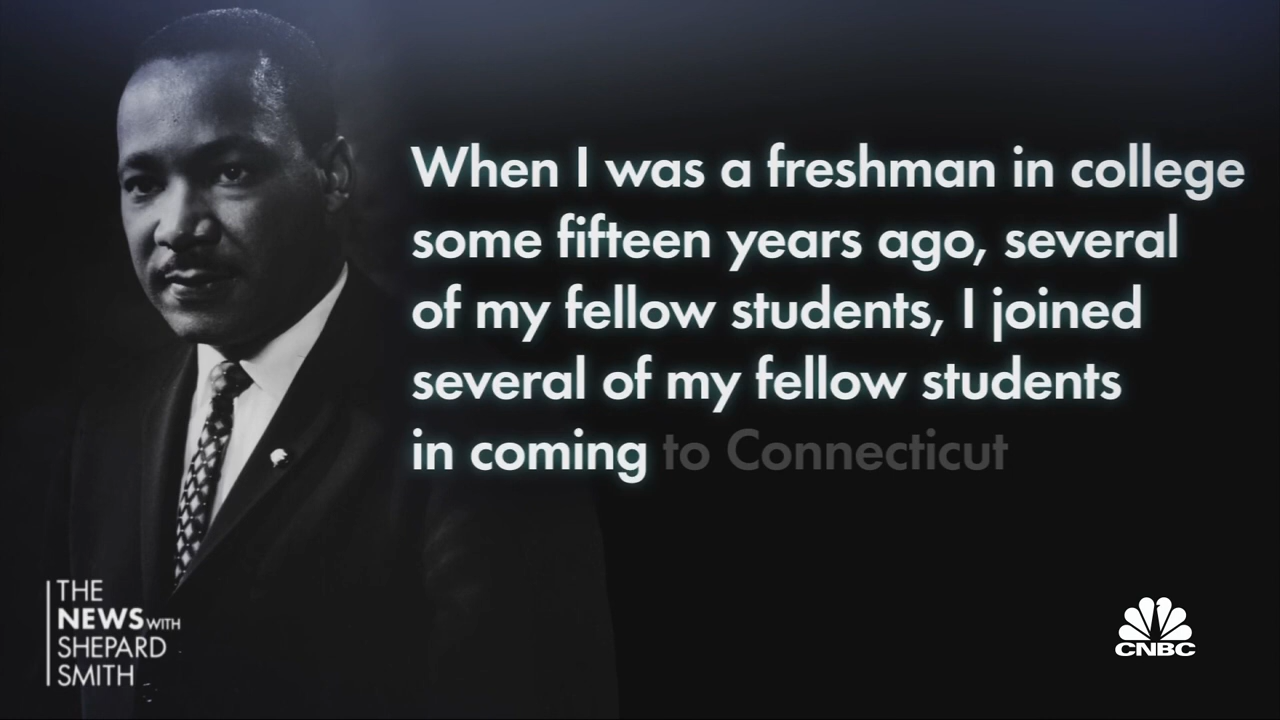 When I was a freshman in college
some fifteen years ago, several
of my fellow students, I joined
several of my fellow students
in coming to Connecticut
THE
NEWS WITH
SHEPARD
SMITH
CNBC